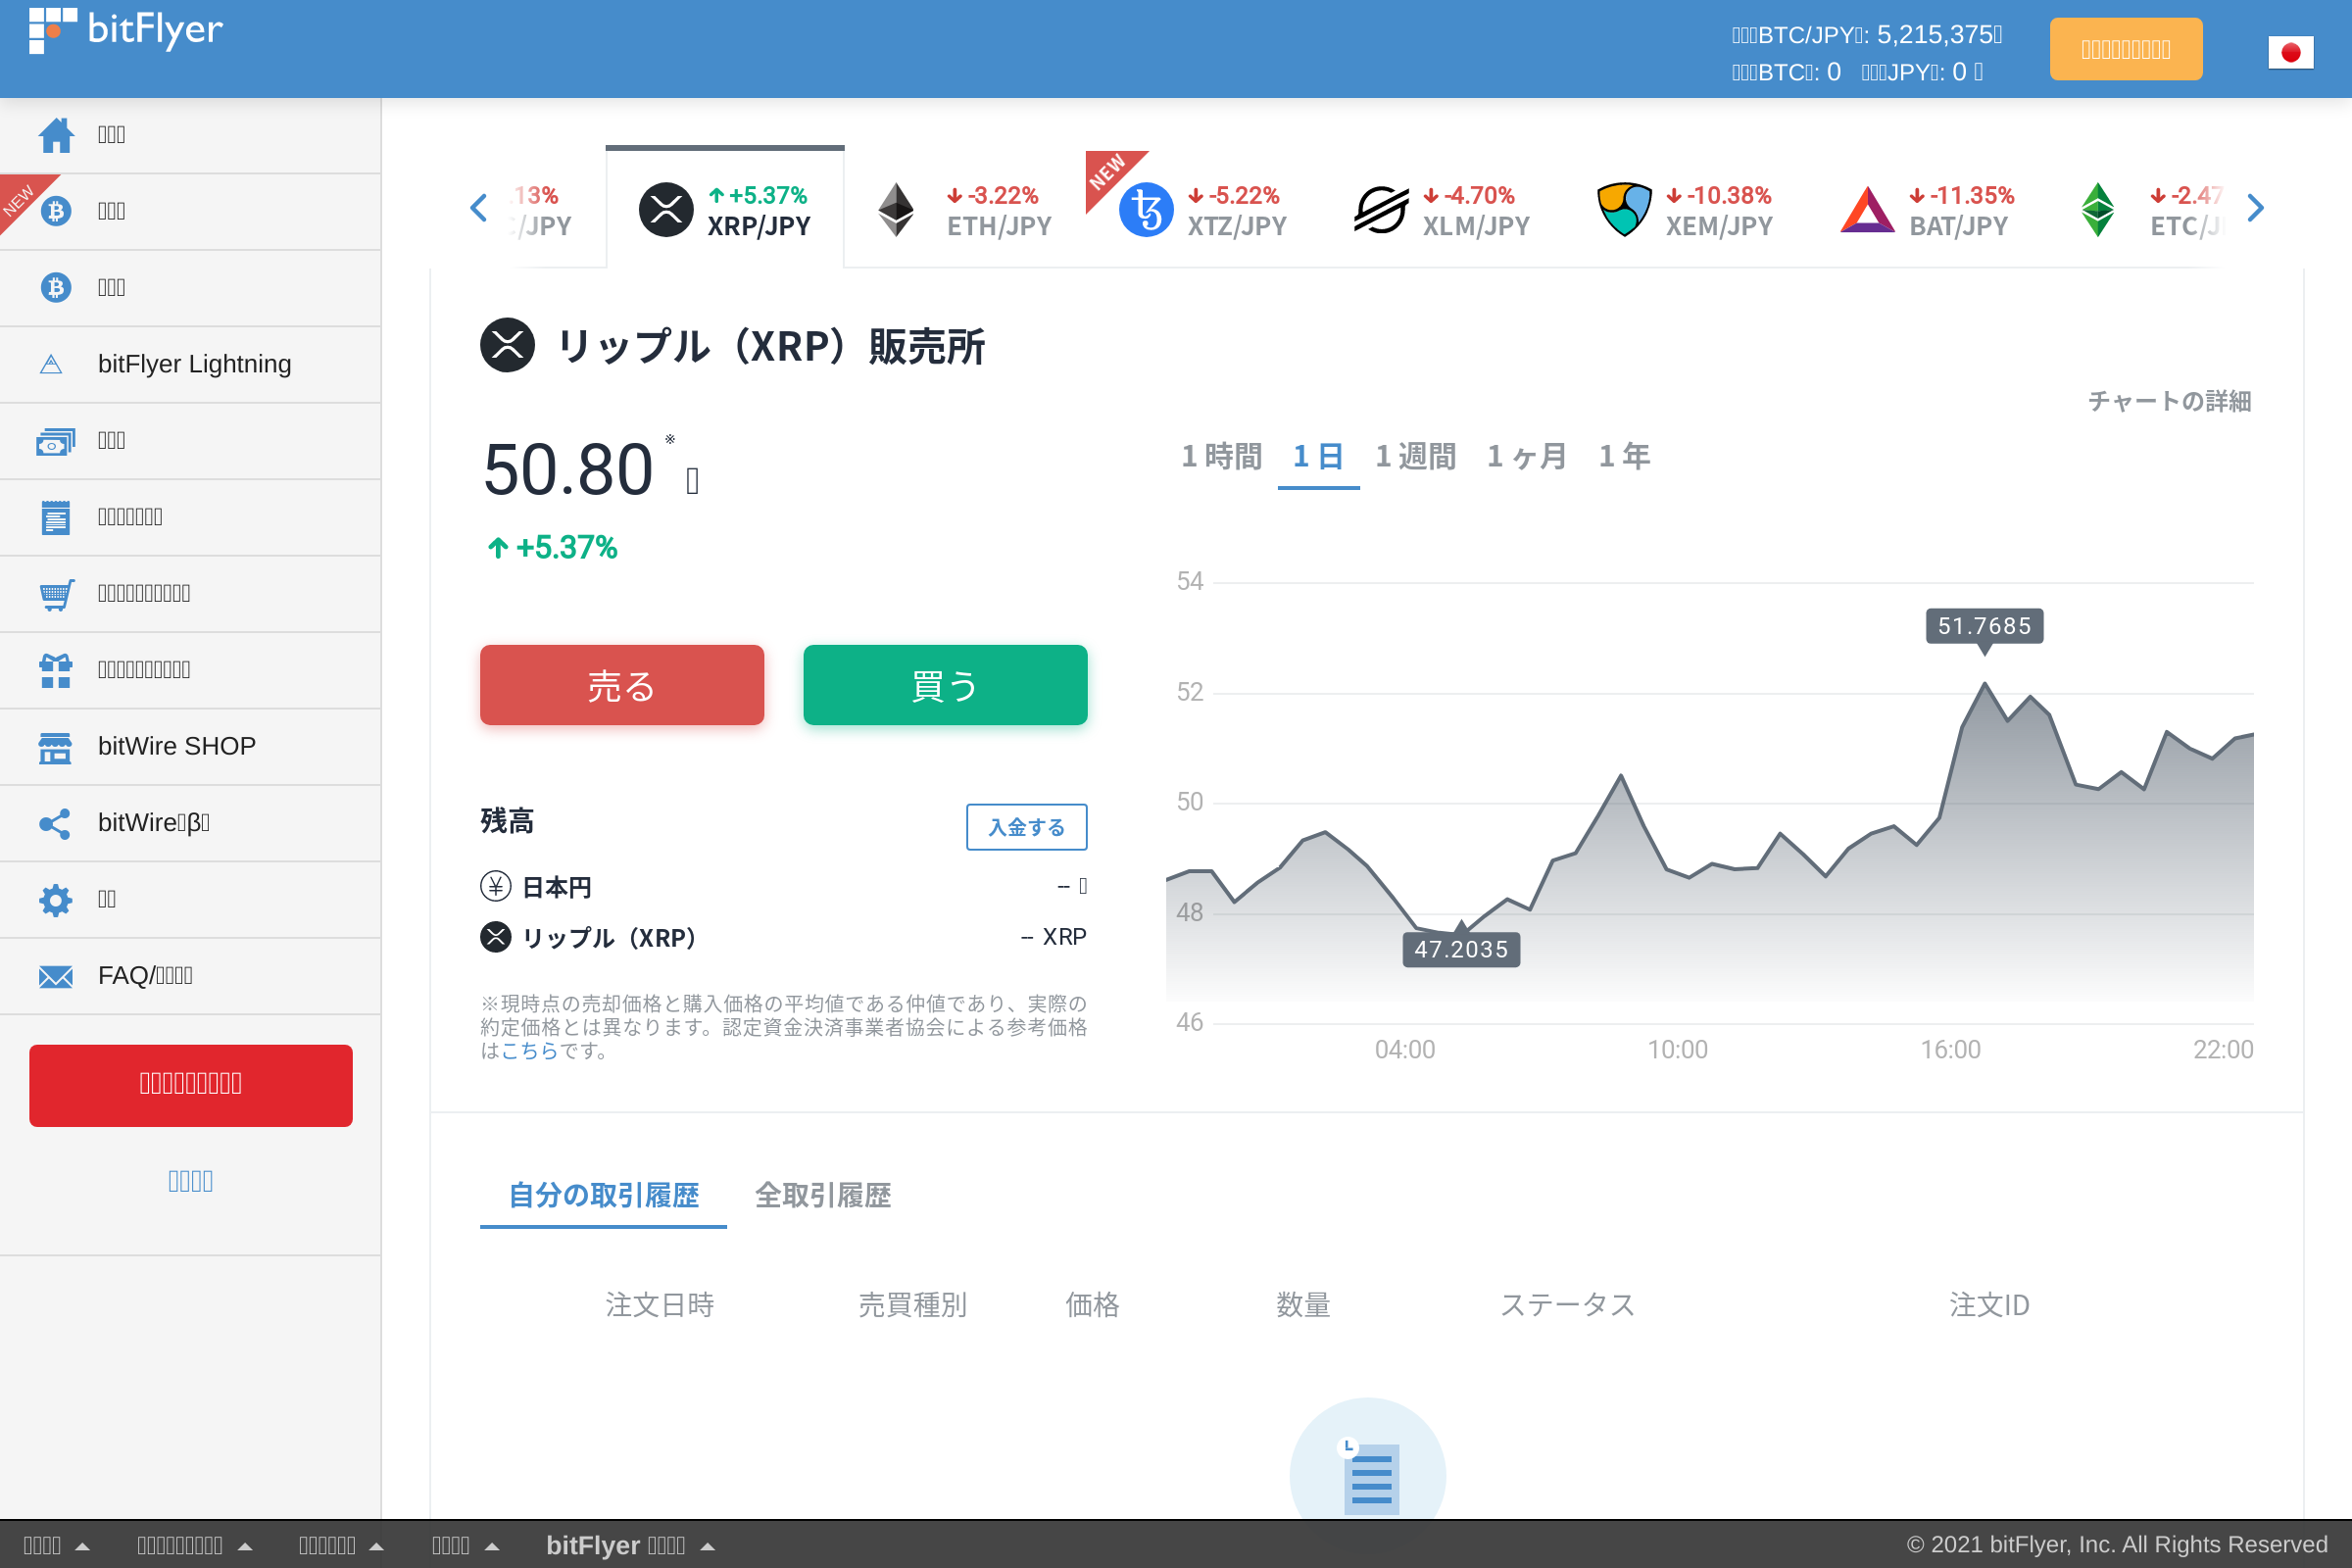 bitFlyer
BTC/JPY
: 5,215,375
BTC
: 0
JPY
: 0
NEW
bitFlyer Lightning
bitWire SHOP
bitWire
β
FAQ/
.13%
/JPY
+5.37%
XRP/JPY
-3.22%
ETH/JPY
NEW
-5.22%
XTZ/JPY
-4.70%
XLM/JPY
-10.38%
XEM/JPY
-11.35%
BAT/JPY
-2.47
ETC/J
リップル（XRP）販売所
チャートの詳細
50.80 ※
+5.37%
1 時間 1 日 1 週間 1 ヶ月 1 年
売る
買う
残高
入金する
日本円
--
リップル（XRP）
-- XRP
※現時点の売却価格と購入価格の平均値である仲値であり、実際の
約定価格とは異なります。認定資金決済事業者協会による参考価格
はこちらです。
54
52
50
48
46
51.7685
47.2035
04:00 10:00 16:00 22:00
自分の取引履歴 全取引履歴
注文日時 売買種別 価格 数量 ステータス 注文ID
bitFlyer
© 2021 bitFlyer, Inc. All Rights Reserved